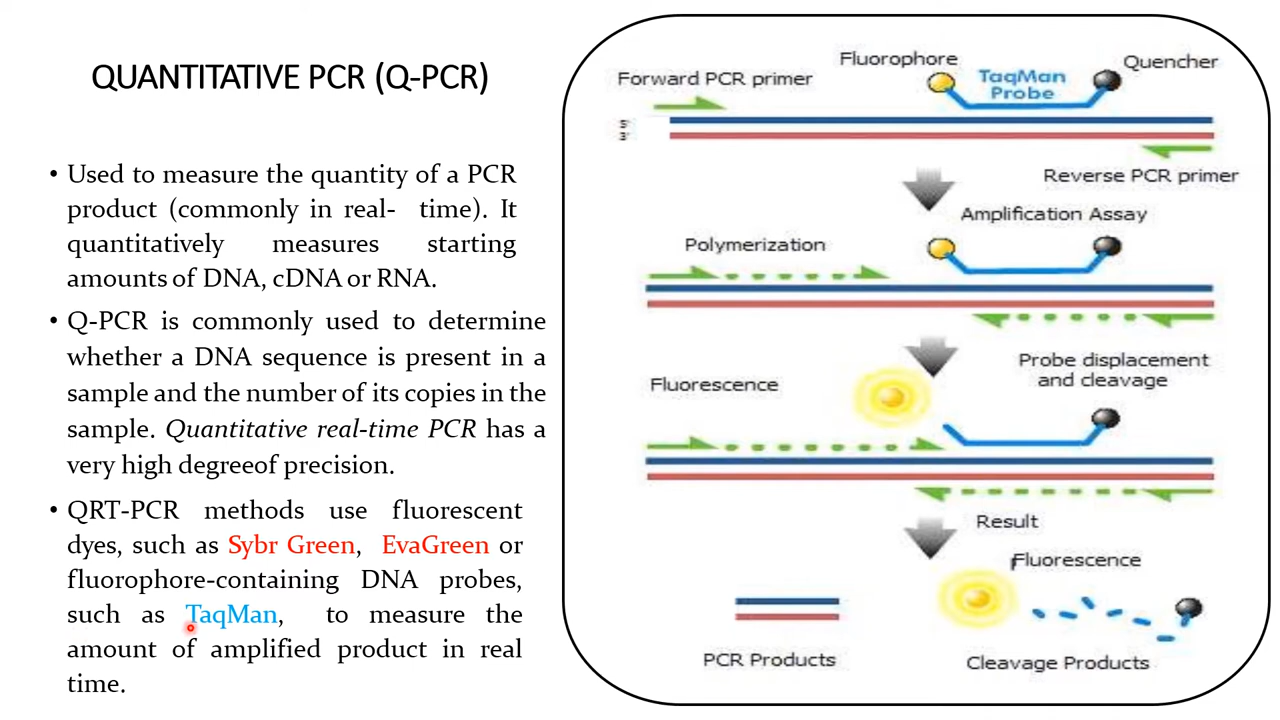 QUANTITATIVE PCR (Q-PCR)
• Used to measure the quantity of a PCR
product (commonly in real- time). It
quantitatively measures starting
amounts of DNA, cDNA or RNA.
• Q-PCR is commonly used to determine
whether a DNA sequence is present in a
sample and the number of its copies in the
sample. Quantitative real-time PCR has a
very high degreeof precision.
• QRT-PCR methods use fluorescent
dyes, such as Sybr Green, EvaGreen or
fluorophore-containing DNA probes,
such as TaqMan, to measure the
amount of amplified product in real
time.
Fluorophore
Quencher
TaqMan
Probe
Forward PCR primer
5'
3'
Reverse PCR primer
Amplification Assay
Polymerization
Probe displacement
and cleavage
Fluorescence
Result
Fluorescence
PCR Products
Cleavage Products